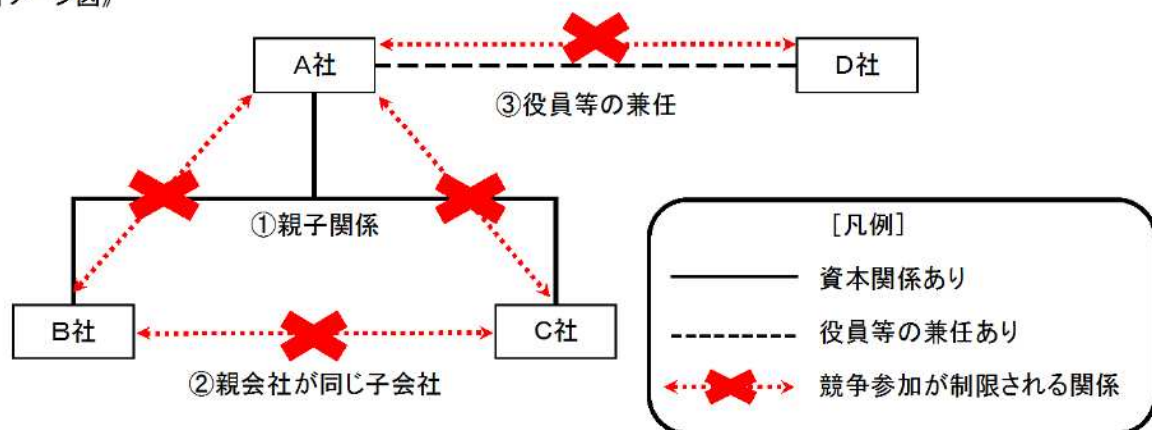 A社
D社
③役員等の兼任
①親子関係
B社
C社
②親会社が同じ子会社
［凡例］
資本関係あり
役員等の兼任あり
競争参加が制限される関係